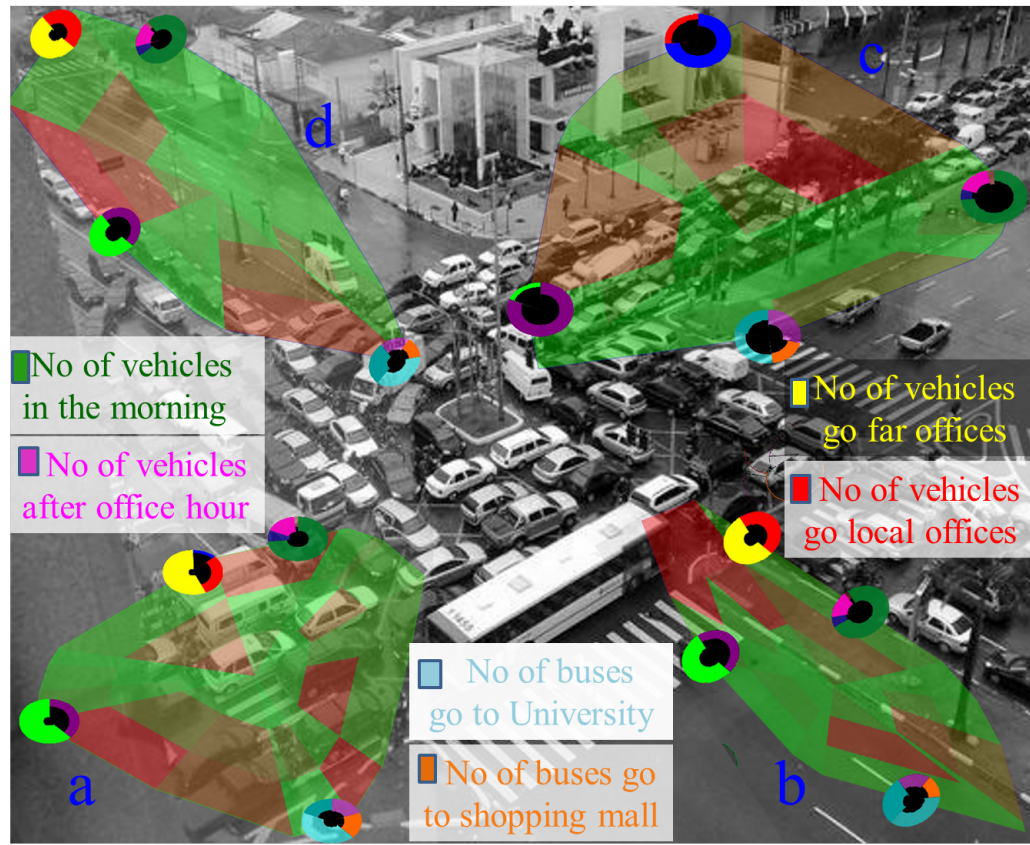 d
c
No of vehicles
in the morning
No of vehicles
after office hour
No of vehicles
go far offices
No of vehicles
go local offices
No of buses
go to University
No of buses go
to shopping mall
a
b